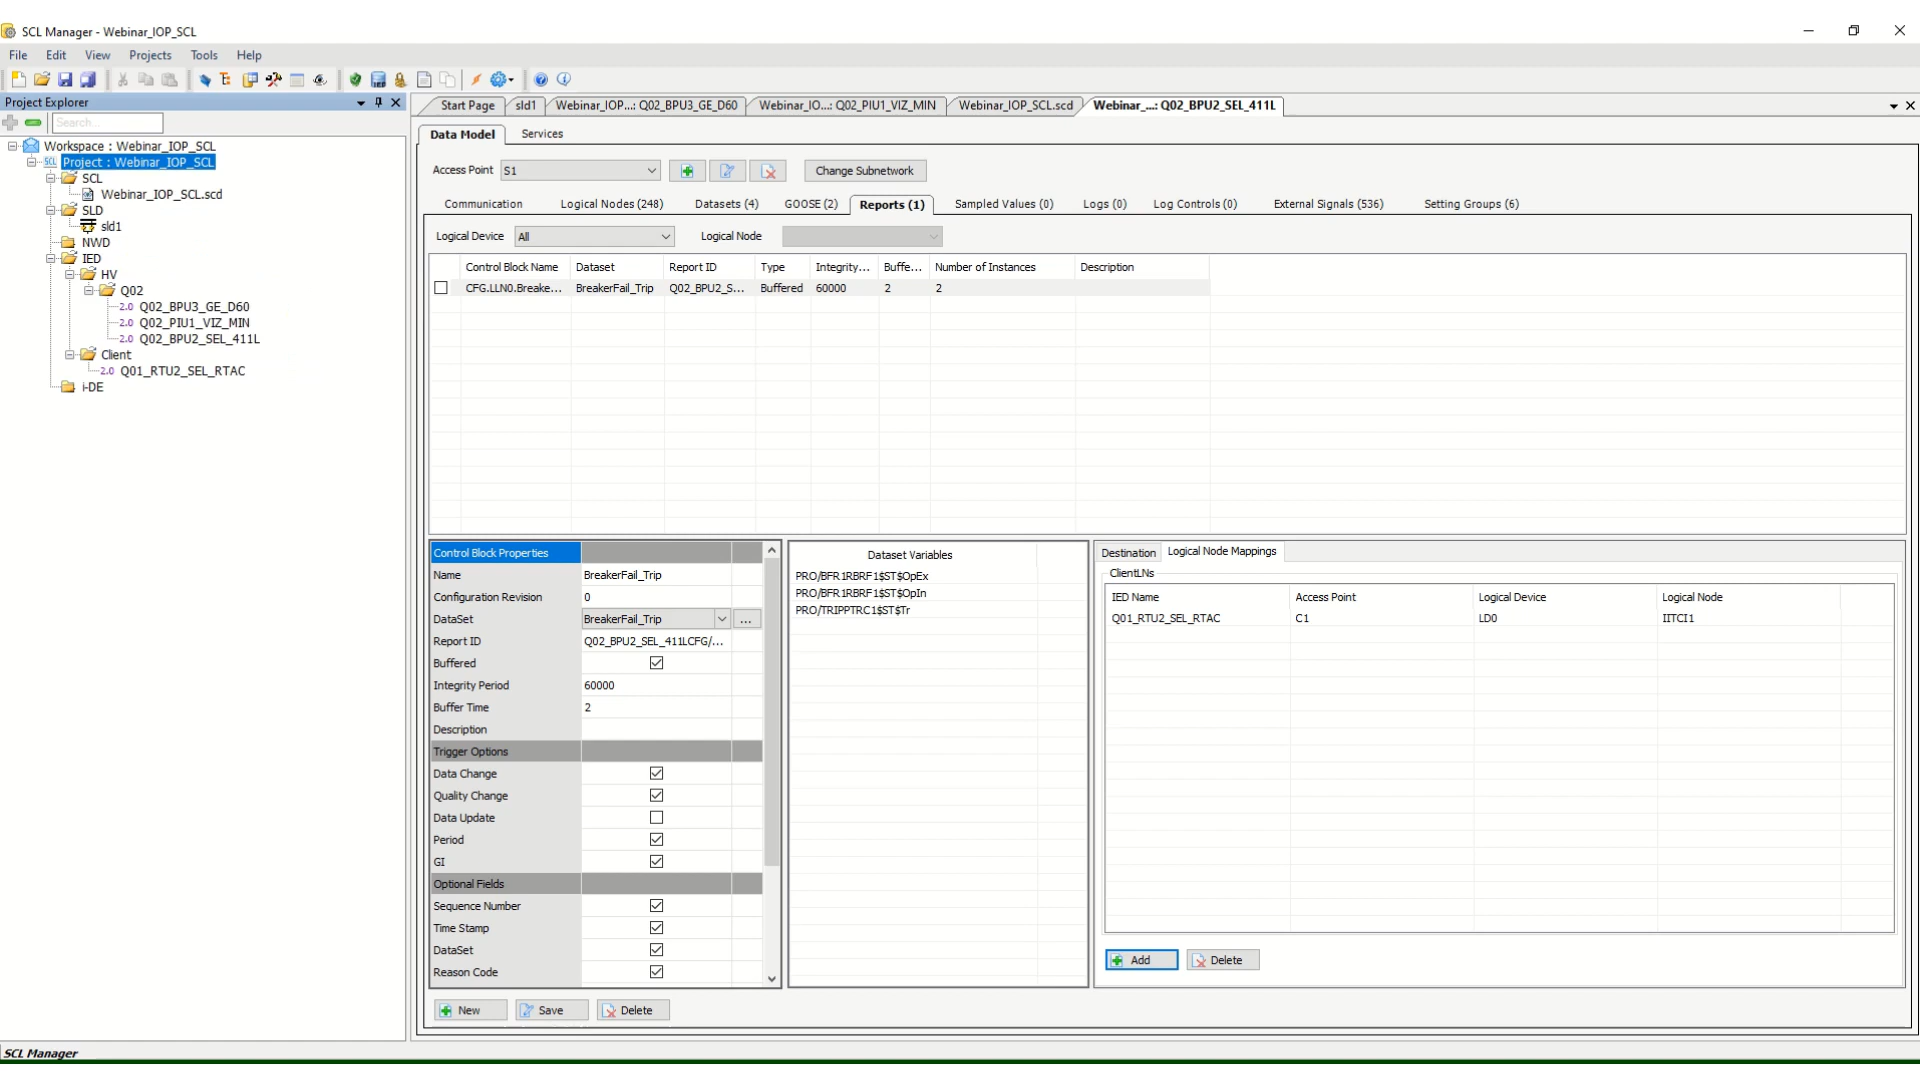 SCL Manager - Webinar_IOP_SCL
File Edit View Projects Tools Help
Project Explorer
Search...
Workspace : Webinar_IOP_SCL
SCL Project : Webinar_IOP_SCL
SCL
Webinar_IOP_SCL.scd
SLD
sld1
NWD
IED
HV
Q02
2.0 Q02_BPU3_GE_D60
2.0 Q02_PIU1_VIZ_MIN
2.0 Q02_BPU2_SEL_411L
Client
2.0 Q01_RTU2_SEL_RTAC
i-DE
Start Page sld1 Webinar_IOP...: Q02_BPU3_GE_D60 Webinar_IO...: Q02_PIU1_VIZ_MIN Webinar_IOP_SCL.scd Webinar_...: Q02_BPU2_SEL_411L
Data Model Services
Access Point S1 Change Subnetwork
Communication Logical Nodes (248) Datasets (4) GOOSE (2) Reports (1) Sampled Values (0) Logs (0) Log Controls (0) External Signals (536) Setting Groups (6)
Logical Device All Logical Node
Control Block Name Dataset Report ID Type Integrity... Buffe... Number of Instances Description
CFG.LLN0.Breake... BreakerFail_Trip Q02_BPU2_S... Buffered 60000 2 2
Control Block Properties
Name BreakerFail_Trip
Configuration Revision 0
DataSet BreakerFail_Trip ...
Report ID Q02_BPU2_SEL_411LCFG/...
Buffered
Integrity Period 60000
Buffer Time 2
Description
Trigger Options
Data Change
Quality Change
Data Update
Period
GI
Optional Fields
Sequence Number
Time Stamp
DataSet
Reason Code
Dataset Variables
PRO/BFR1RBRF1$ST$OpEx
PRO/BFR1RBRF1$ST$OpIn
PRO/TRIPPTRC1$ST$Tr
Destination Logical Node Mappings
ClientLNs
IED Name Access Point Logical Device Logical Node
Q01_RTU2_SEL_RTAC C1 LD0 IITCI1
Add Delete
New Save Delete
SCL Manager